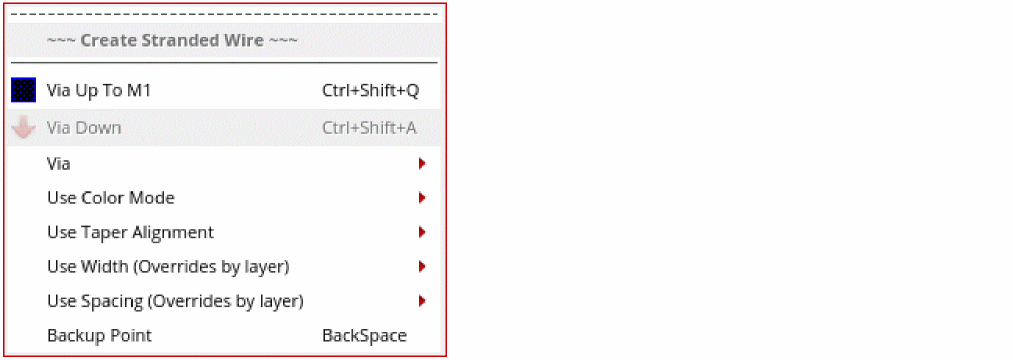 ~~~ Create Stranded Wire ~~~
Via Up To M1 Ctrl+Shift+Q
Via Down Ctrl+Shift+A
Via
Use Color Mode
Use Taper Alignment
Use Width (Overrides by layer)
Use Spacing (Overrides by layer)
Backup Point BackSpace